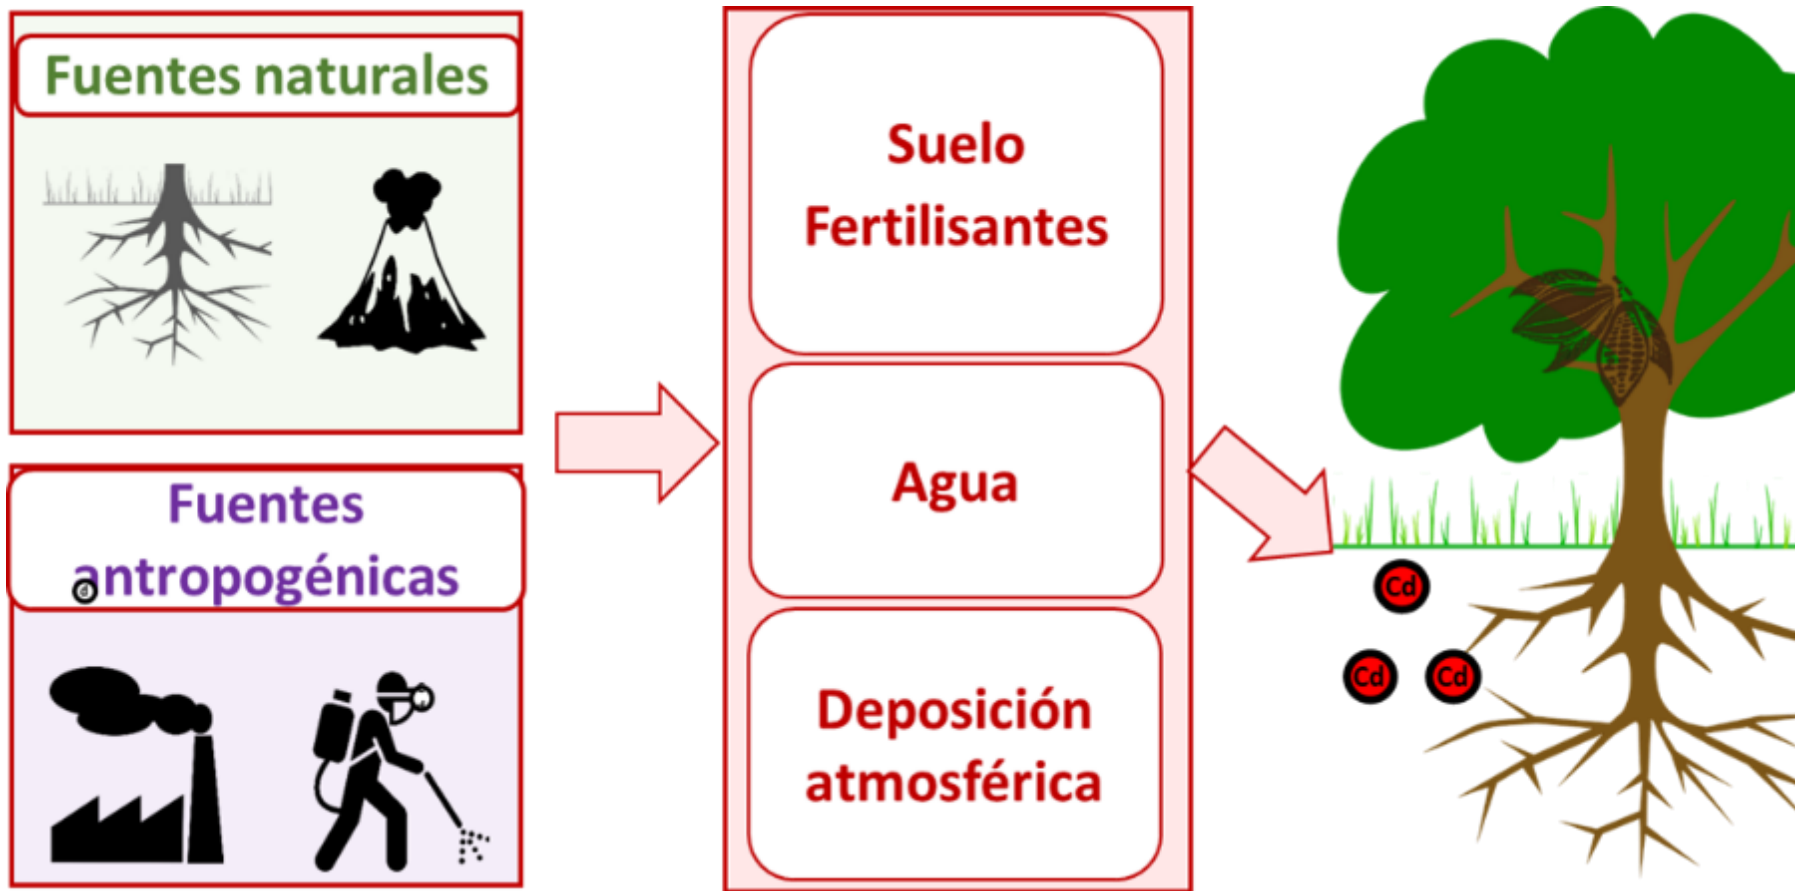 Fuentes naturales
Fuentes
antropogénicas
Suelo
Fertilisantes
Agua
Deposición
atmosférica
Cd
Cd
Cd